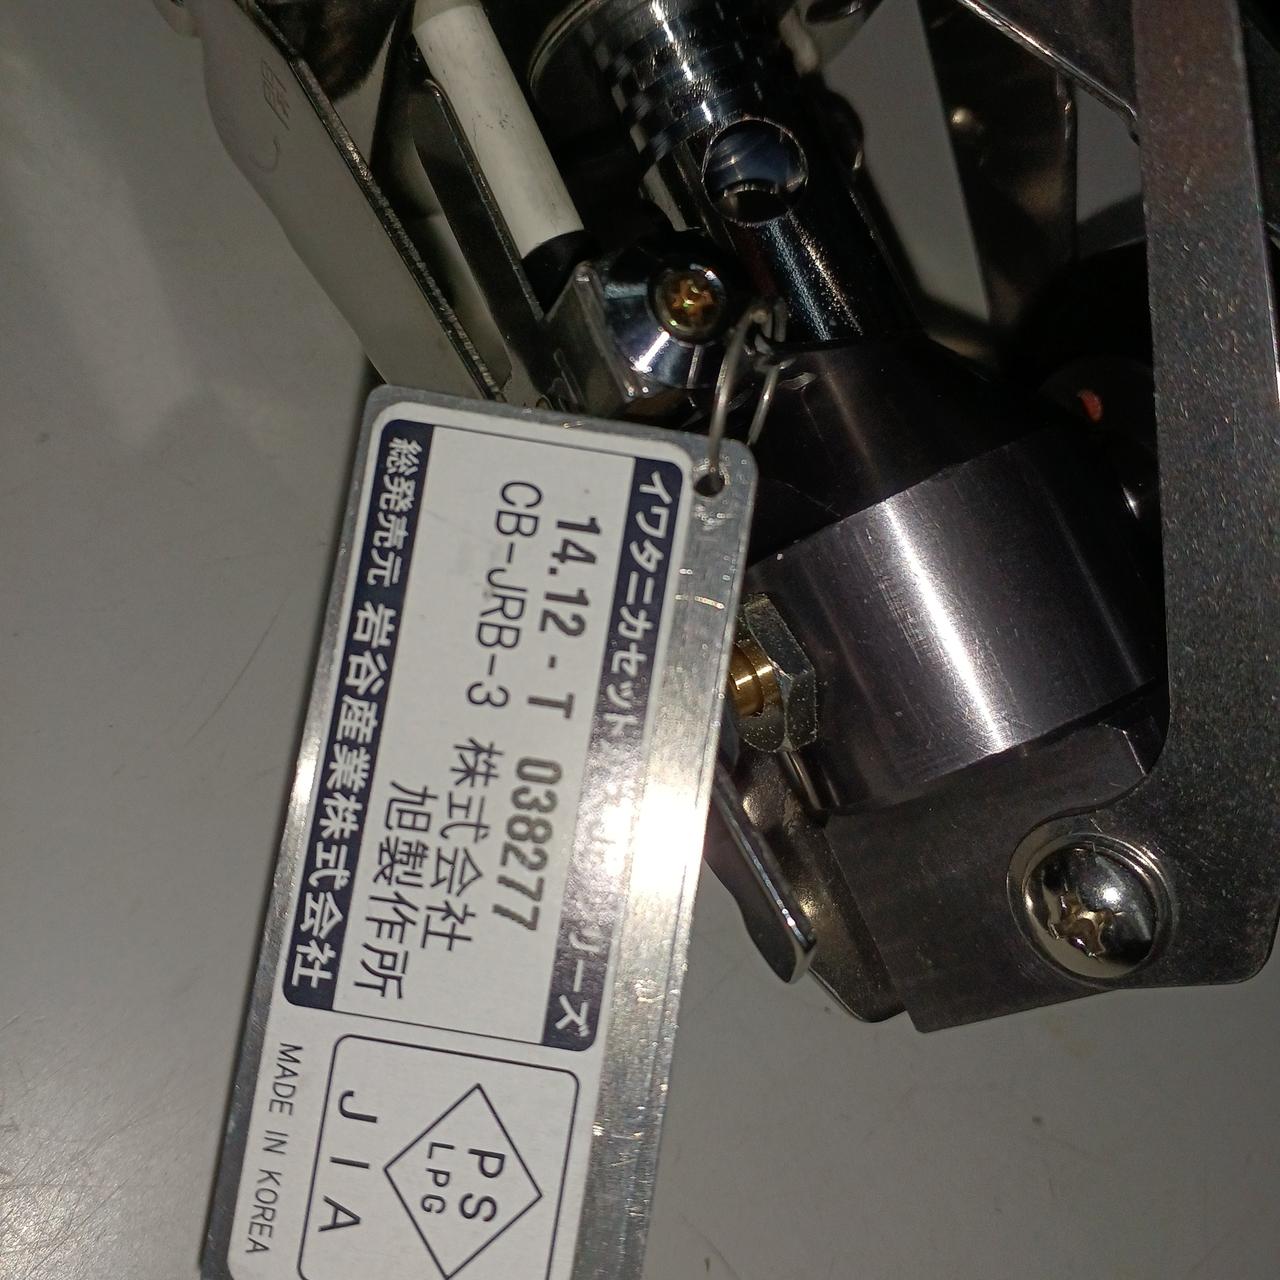 イワタニカセットリーズ
14.12-T 038277
CB-JRB-3 株式会社
旭製作所
総発売元 岩谷産業株式会社
PS
LPG
JIA
MADE IN KOREA